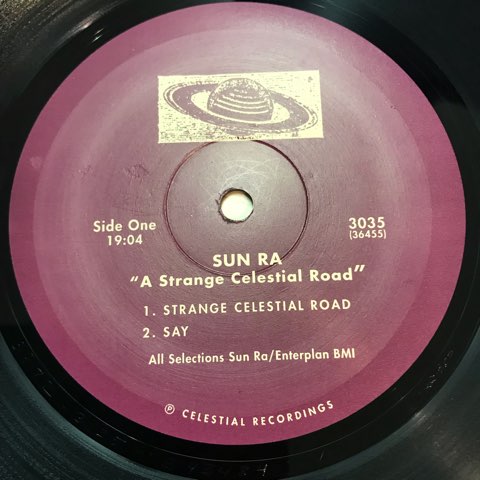 Side One
19:04
3035
(36455)
SUN RA
"A Strange Celestial Road"
1. STRANGE CELESTIAL ROAD
2. SAY
All Selections Sun Ra/Enterplan BMI
℗ CELESTIAL RECORDINGS